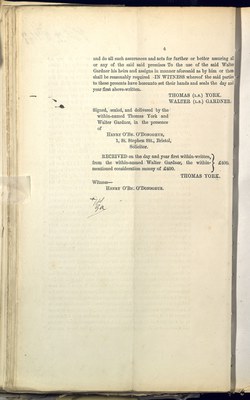 4
and do all such assurances and acts for further or better assuring all
or any of the said said premises To the use of the said Walter
Gardner his heirs and assigns in manner aforesaid as by him or them
shall be reasonably required IN WITNESS whereof the said parties
to these presents have hereunto set their hands and seals the day and
year first above-written.
THOMAS (L.S.) YORK.
WALTER (L.S.) GARDNER.
Signed, sealed, and delivered by the
within-named Thomas York and
Walter Gardner, in the presence
of
HENRY O'BN. O'DONOGHUE,
1, St. Stephen Str., Bristol,
Solicitor.
RECEIVED on the day and year first within-written,
from the within-named Walter Gardner, the within-
mentioned consideration money of £400.
£400.
THOMAS YORK.
Witness—
HENRY O'BN. O'DONOGHUE.